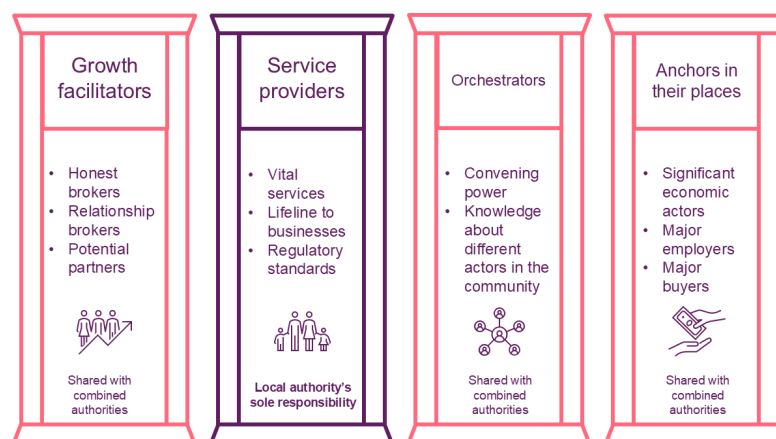 Growth
facilitators
• Honest
brokers
• Relationship
brokers
• Potential
partners
Shared with
combined
authorities
Service
providers
• Vital
services
• Lifeline to
businesses
• Regulatory
standards
Local authority's
sole responsibility
Orchestrators
• Convening
power
• Knowledge
about
different
actors in the
community
Shared with
combined
authorities
Anchors in
their places
• Significant
economic
actors
• Major
employers
• Major
buyers
Shared with
combined
authorities